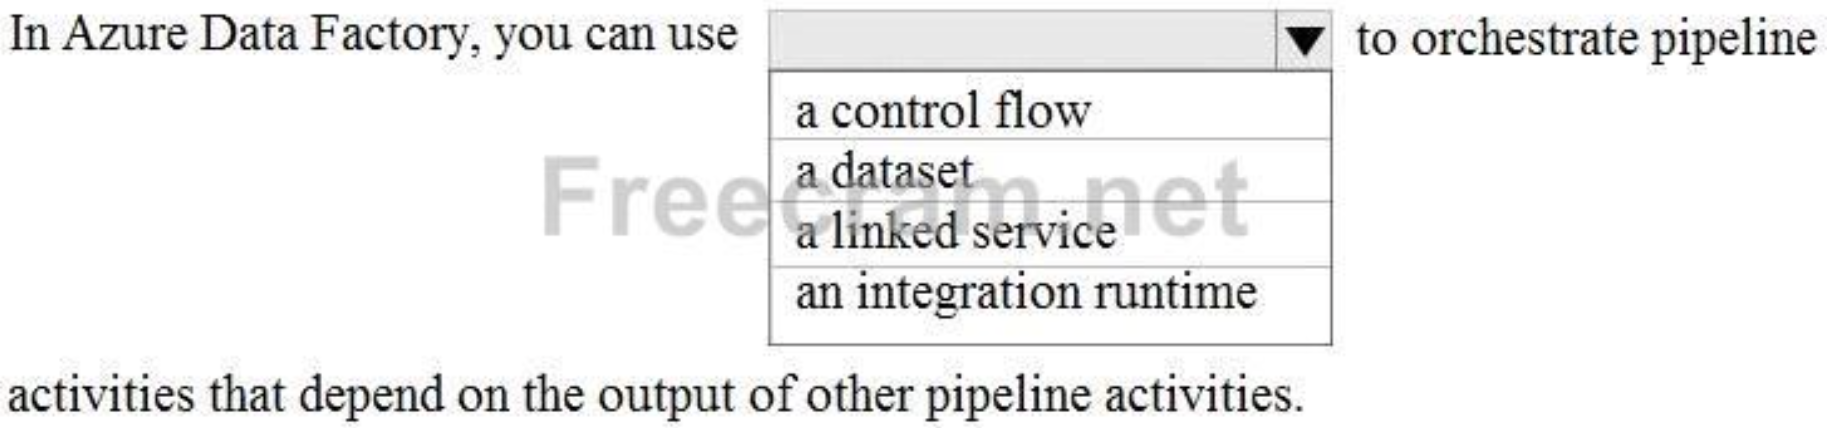 In Azure Data Factory, you can use ▼ to orchestrate pipeline
a control flow
a dataset
Freecram.net
a linked service
an integration runtime
activities that depend on the output of other pipeline activities.